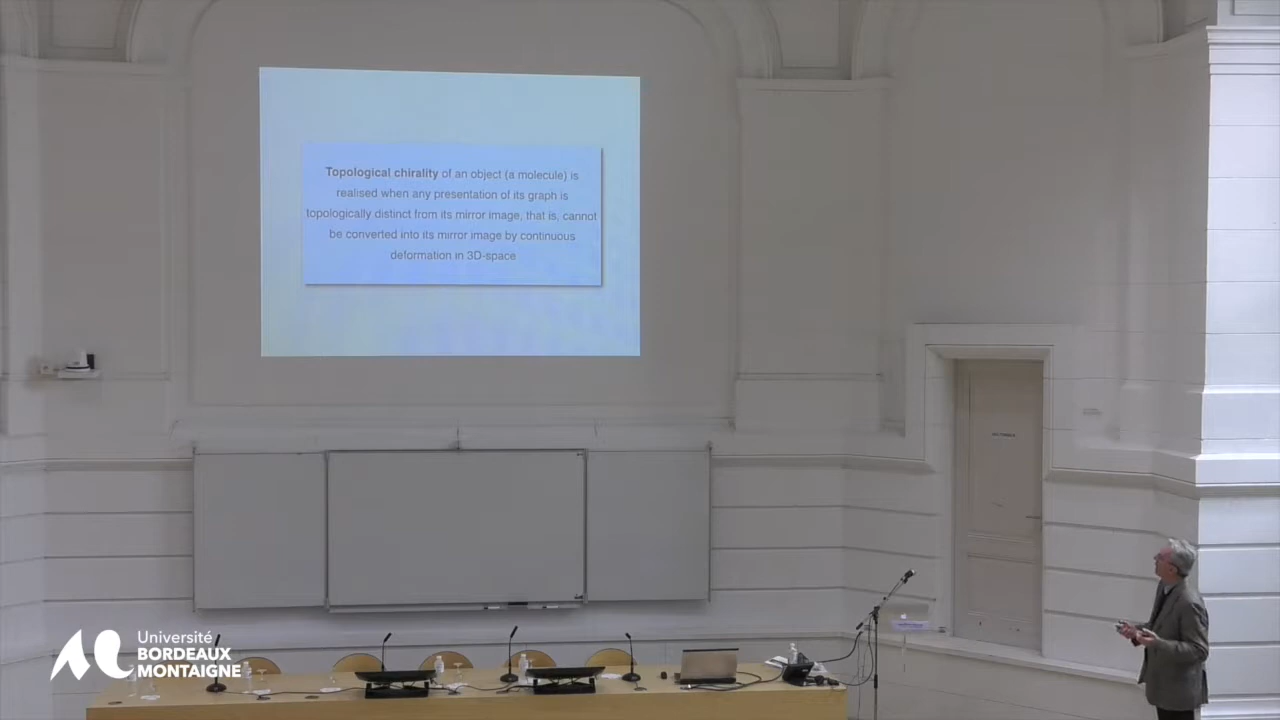 Topological chirality of an object (a molecule) is
realised when any presentation of its graph is
topologically distinct from its mirror image, that is, cannot
be converted into its mirror image by continuous
deformation in 3D-space
Université
BORDEAUX
MONTAIGNE